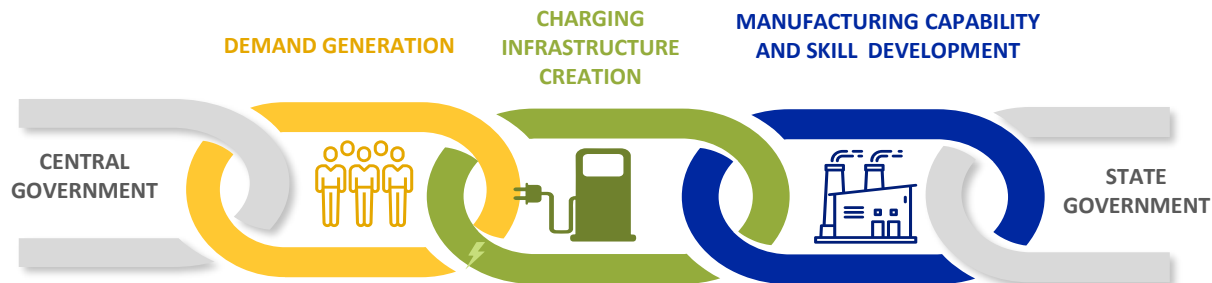 CENTRAL
GOVERNMENT
DEMAND GENERATION
CHARGING
INFRASTRUCTURE
CREATION
MANUFACTURING CAPABILITY
AND SKILL DEVELOPMENT
STATE
GOVERNMENT